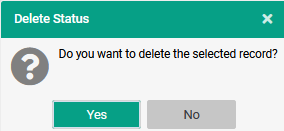 Delete Status
Do you want to delete the selected record?
Yes
No